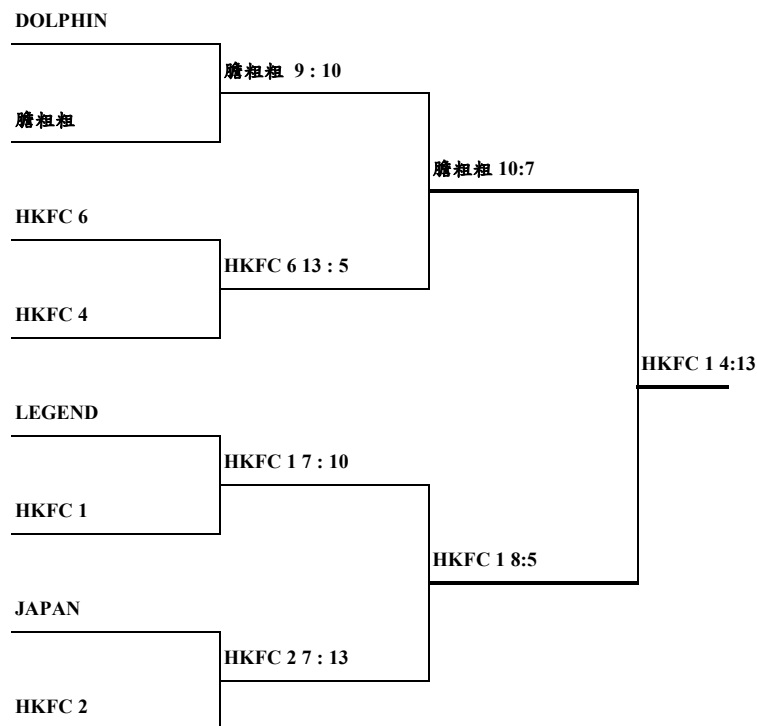 DOLPHIN
膽粗粗 9 : 10
膽粗粗
膽粗粗 10:7
HKFC 6
HKFC 6 13 : 5
HKFC 4
HKFC 1 4:13
LEGEND
HKFC 1 7 : 10
HKFC 1
HKFC 1 8:5
JAPAN
HKFC 2 7 : 13
HKFC 2